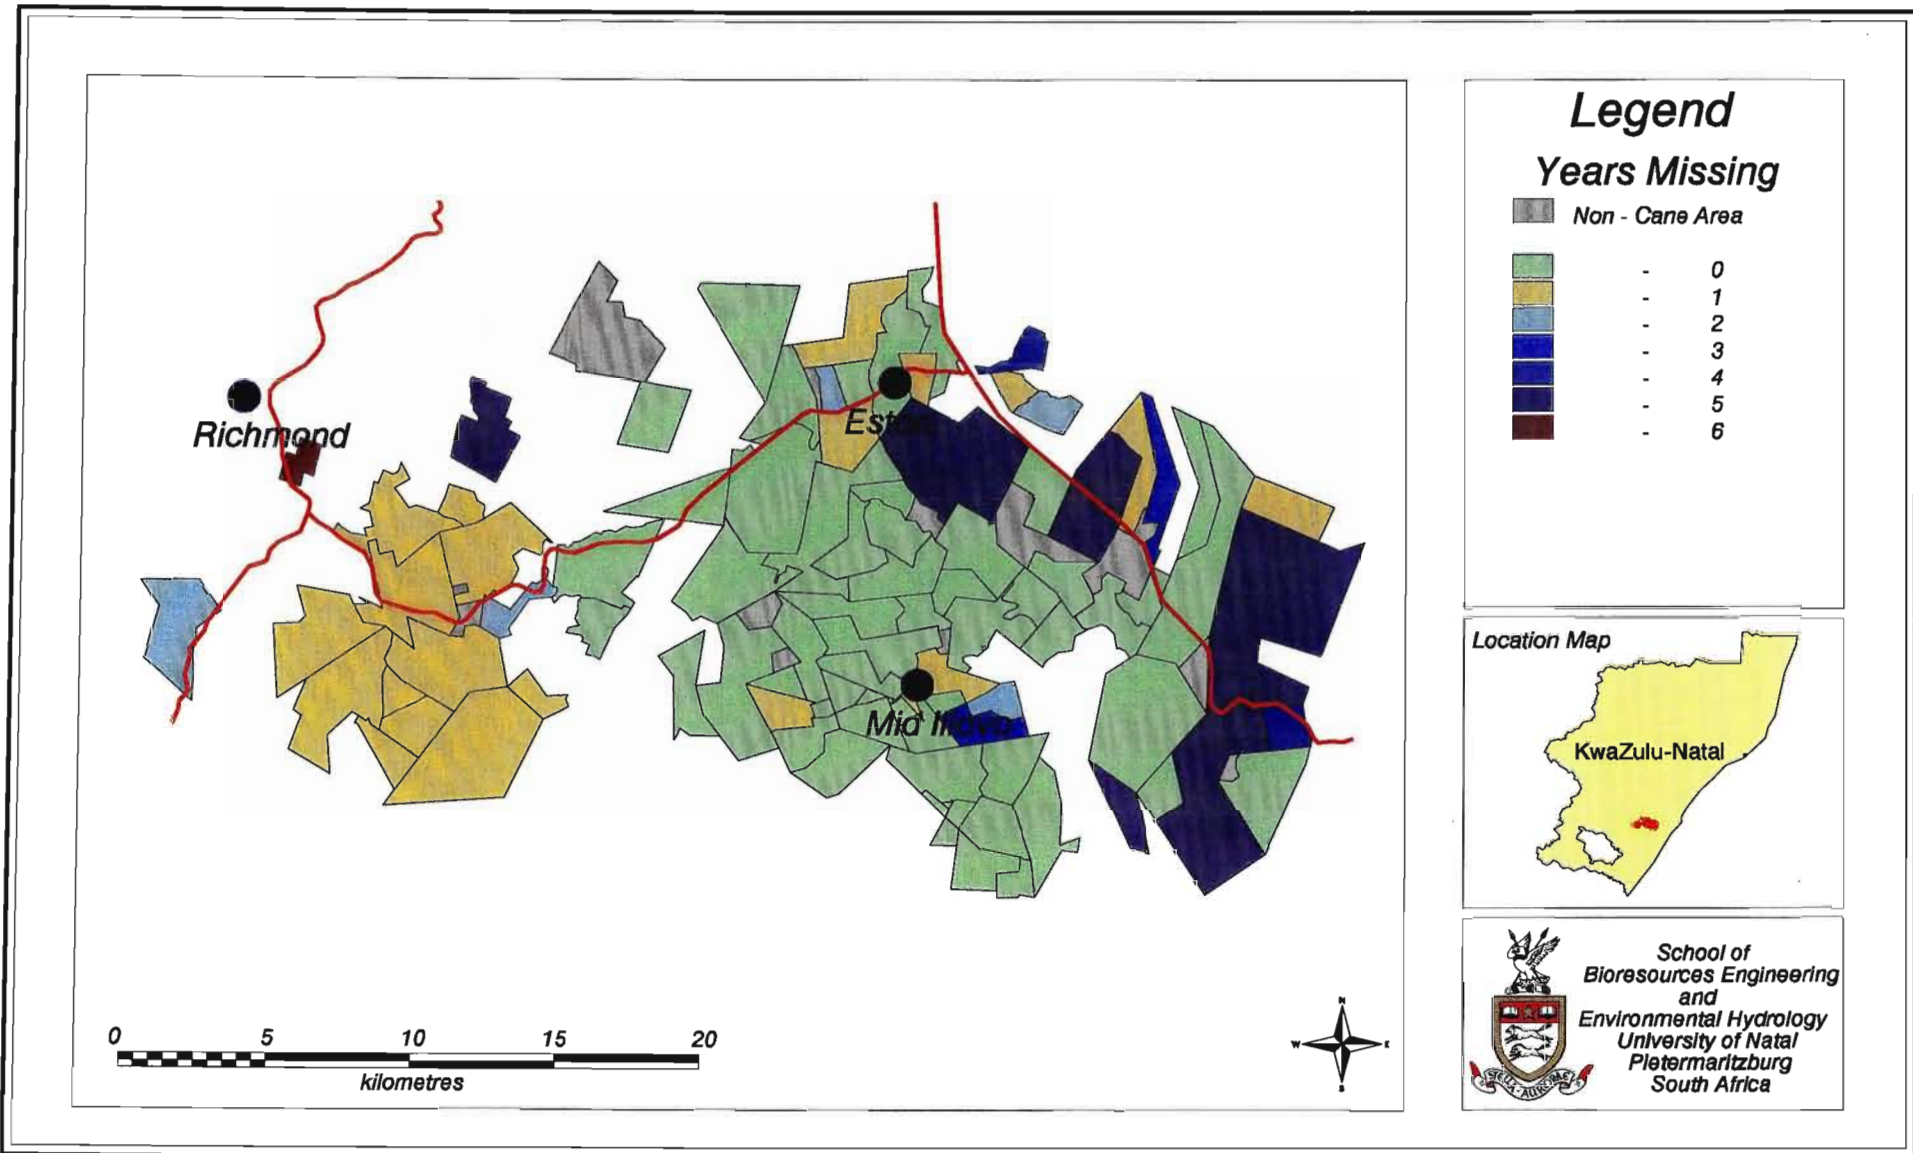 Legend
Years Missing
Non - Cane Area
- 0
- 1
- 2
- 3
- 4
- 5
- 6
Richmond
Mid Illovo
Location Map
KwaZulu-Natal
0 5 10 15 20
kilometres
N
W E
S
School of
Bioresources Engineering
and
Environmental Hydrology
University of Natal
Pietermaritzburg
South Africa